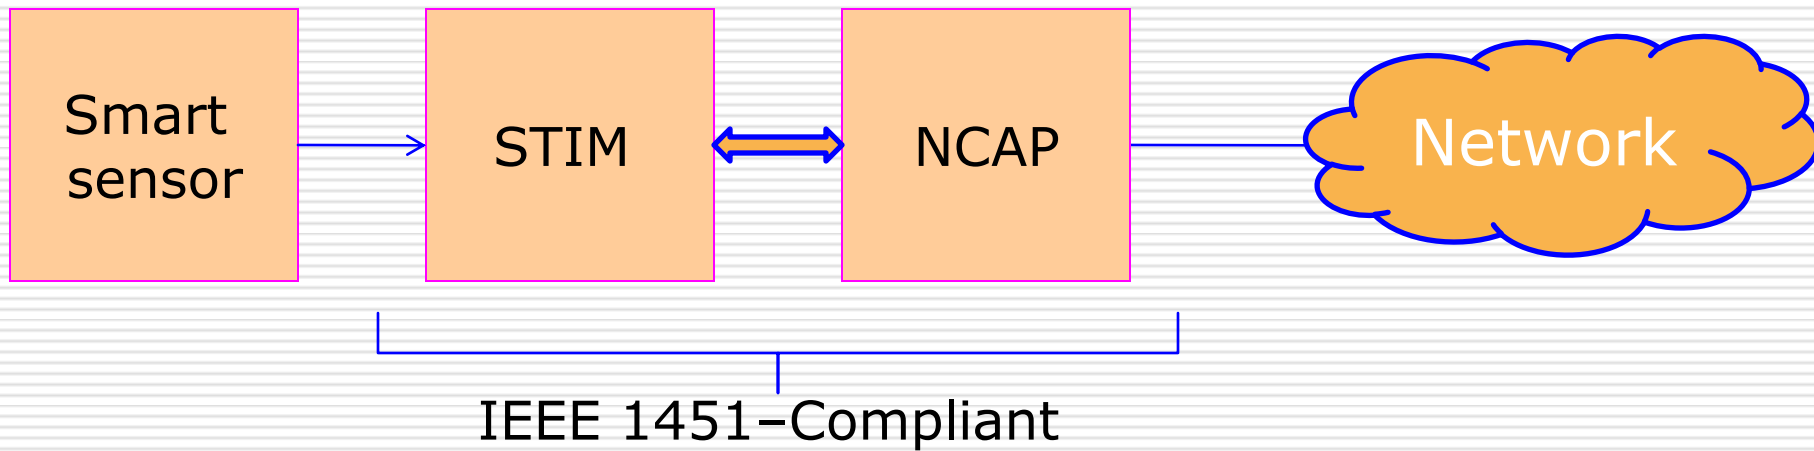 Smart
sensor
STIM
NCAP
Network
IEEE 1451–Compliant